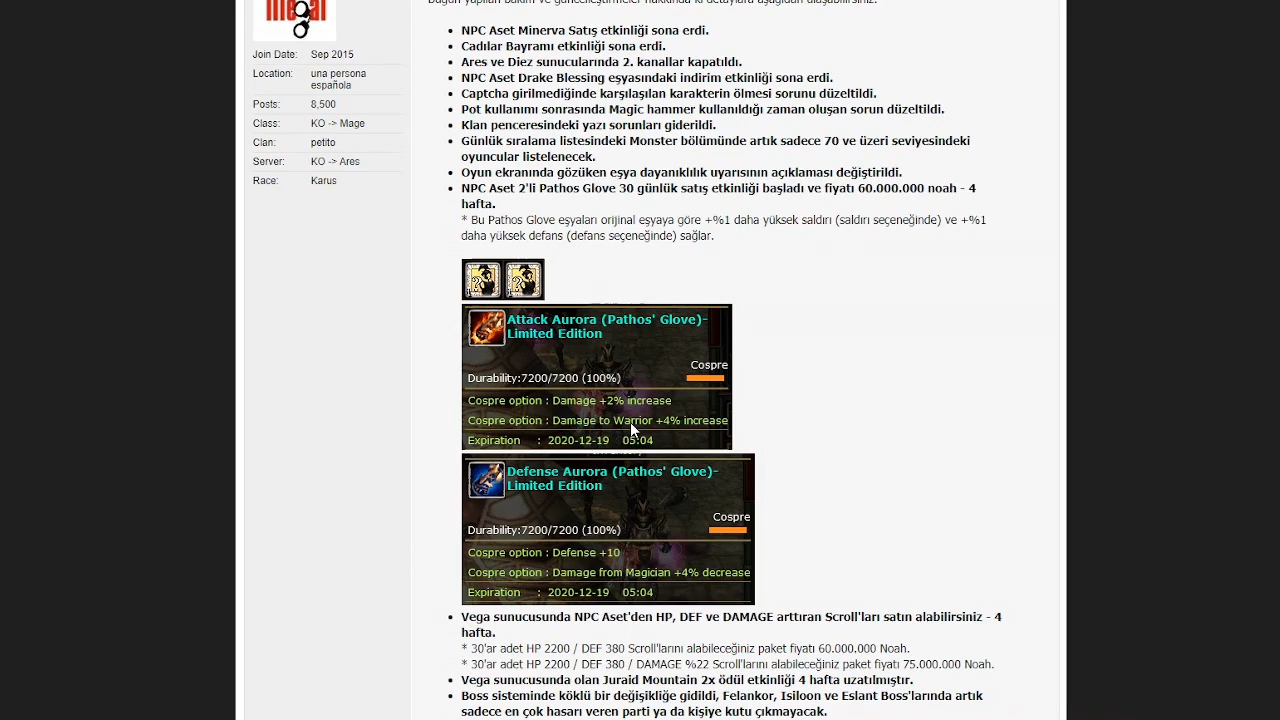 illegal
Join Date: Sep 2015
Location: una persona
española
Posts: 8,500
Class: KO -> Mage
Clan: petito
Server: KO -> Ares
Race: Karus
Bugün yapılan bakım ve güncelleştirmeler hakkında ki detaylara aşağıdan ulaşabilirsiniz.
NPC Aset Minerva Satış etkinliği sona erdi.
Cadılar Bayramı etkinliği sona erdi.
Ares ve Diez sunucularında 2. kanallar kapatıldı.
NPC Aset Drake Blessing eşyasındaki indirim etkinliği sona erdi.
Captcha girilmediğinde karşılaşılan karakterin ölmesi sorunu düzeltildi.
Pot kullanımı sonrasında Magic hammer kullanıldığı zaman oluşan sorun düzeltildi.
Klan penceresindeki yazı sorunları giderildi.
Günlük sıralama listesindeki Monster bölümünde artık sadece 70 ve üzeri seviyesindeki
oyuncular listelenecek.
Oyun ekranında gözüken eşya dayanıklılık uyarısının açıklaması değiştirildi.
NPC Aset 2'li Pathos Glove 30 günlük satış etkinliği başladı ve fiyatı 60.000.000 noah - 4
hafta.
* Bu Pathos Glove eşyaları orijinal eşyaya göre +%1 daha yüksek saldırı (saldırı seçeneğinde) ve +%1
daha yüksek defans (defans seçeneğinde) sağlar.
Attack Aurora (Pathos' Glove)-
Limited Edition
Cospre
Durability:7200/7200 (100%)
Cospre option : Damage +2% increase
Cospre option : Damage to Warrior +4% increase
Expiration : 2020-12-19 05:04
Defense Aurora (Pathos' Glove)-
Limited Edition
Cospre
Durability:7200/7200 (100%)
Cospre option : Defense +10
Cospre option : Damage from Magician +4% decrease
Expiration : 2020-12-19 05:04
Vega sunucusunda NPC Aset'den HP, DEF ve DAMAGE arttıran Scroll'ları satın alabilirsiniz - 4
hafta.
* 30'ar adet HP 2200 / DEF 380 Scroll'larını alabileceğiniz paket fiyatı 60.000.000 Noah.
* 30'ar adet HP 2200 / DEF 380 / DAMAGE %22 Scroll'larını alabileceğiniz paket fiyatı 75.000.000 Noah.
Vega sunucusunda olan Juraid Mountain 2x ödül etkinliği 4 hafta uzatılmıştır.
Boss sisteminde köklü bir değişikliğe gidildi, Felankor, Isiloon ve Eslant Boss'larında artık
sadece en çok hasarı veren parti ya da kişiye kutu çıkmayacak.